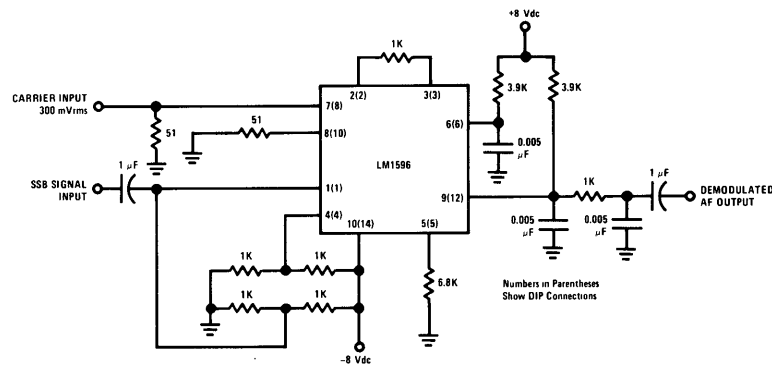 +8 Vdc
1K
2(2)
3(3)
3.9K
3.9K
CARRIER INPUT
300 mVrms
7(8)
51
51
8(10)
6(6)
0.005
μF
LM1596
1 μF
SSB SIGNAL
INPUT
1(1)
4(4)
9(12)
1K
1 μF
DEMODULATED
AF OUTPUT
10(14)
5(5)
0.005
μF
0.005
μF
1K
1K
6.8K
1K
1K
Numbers in Parentheses
Show DIP Connections
–8 Vdc